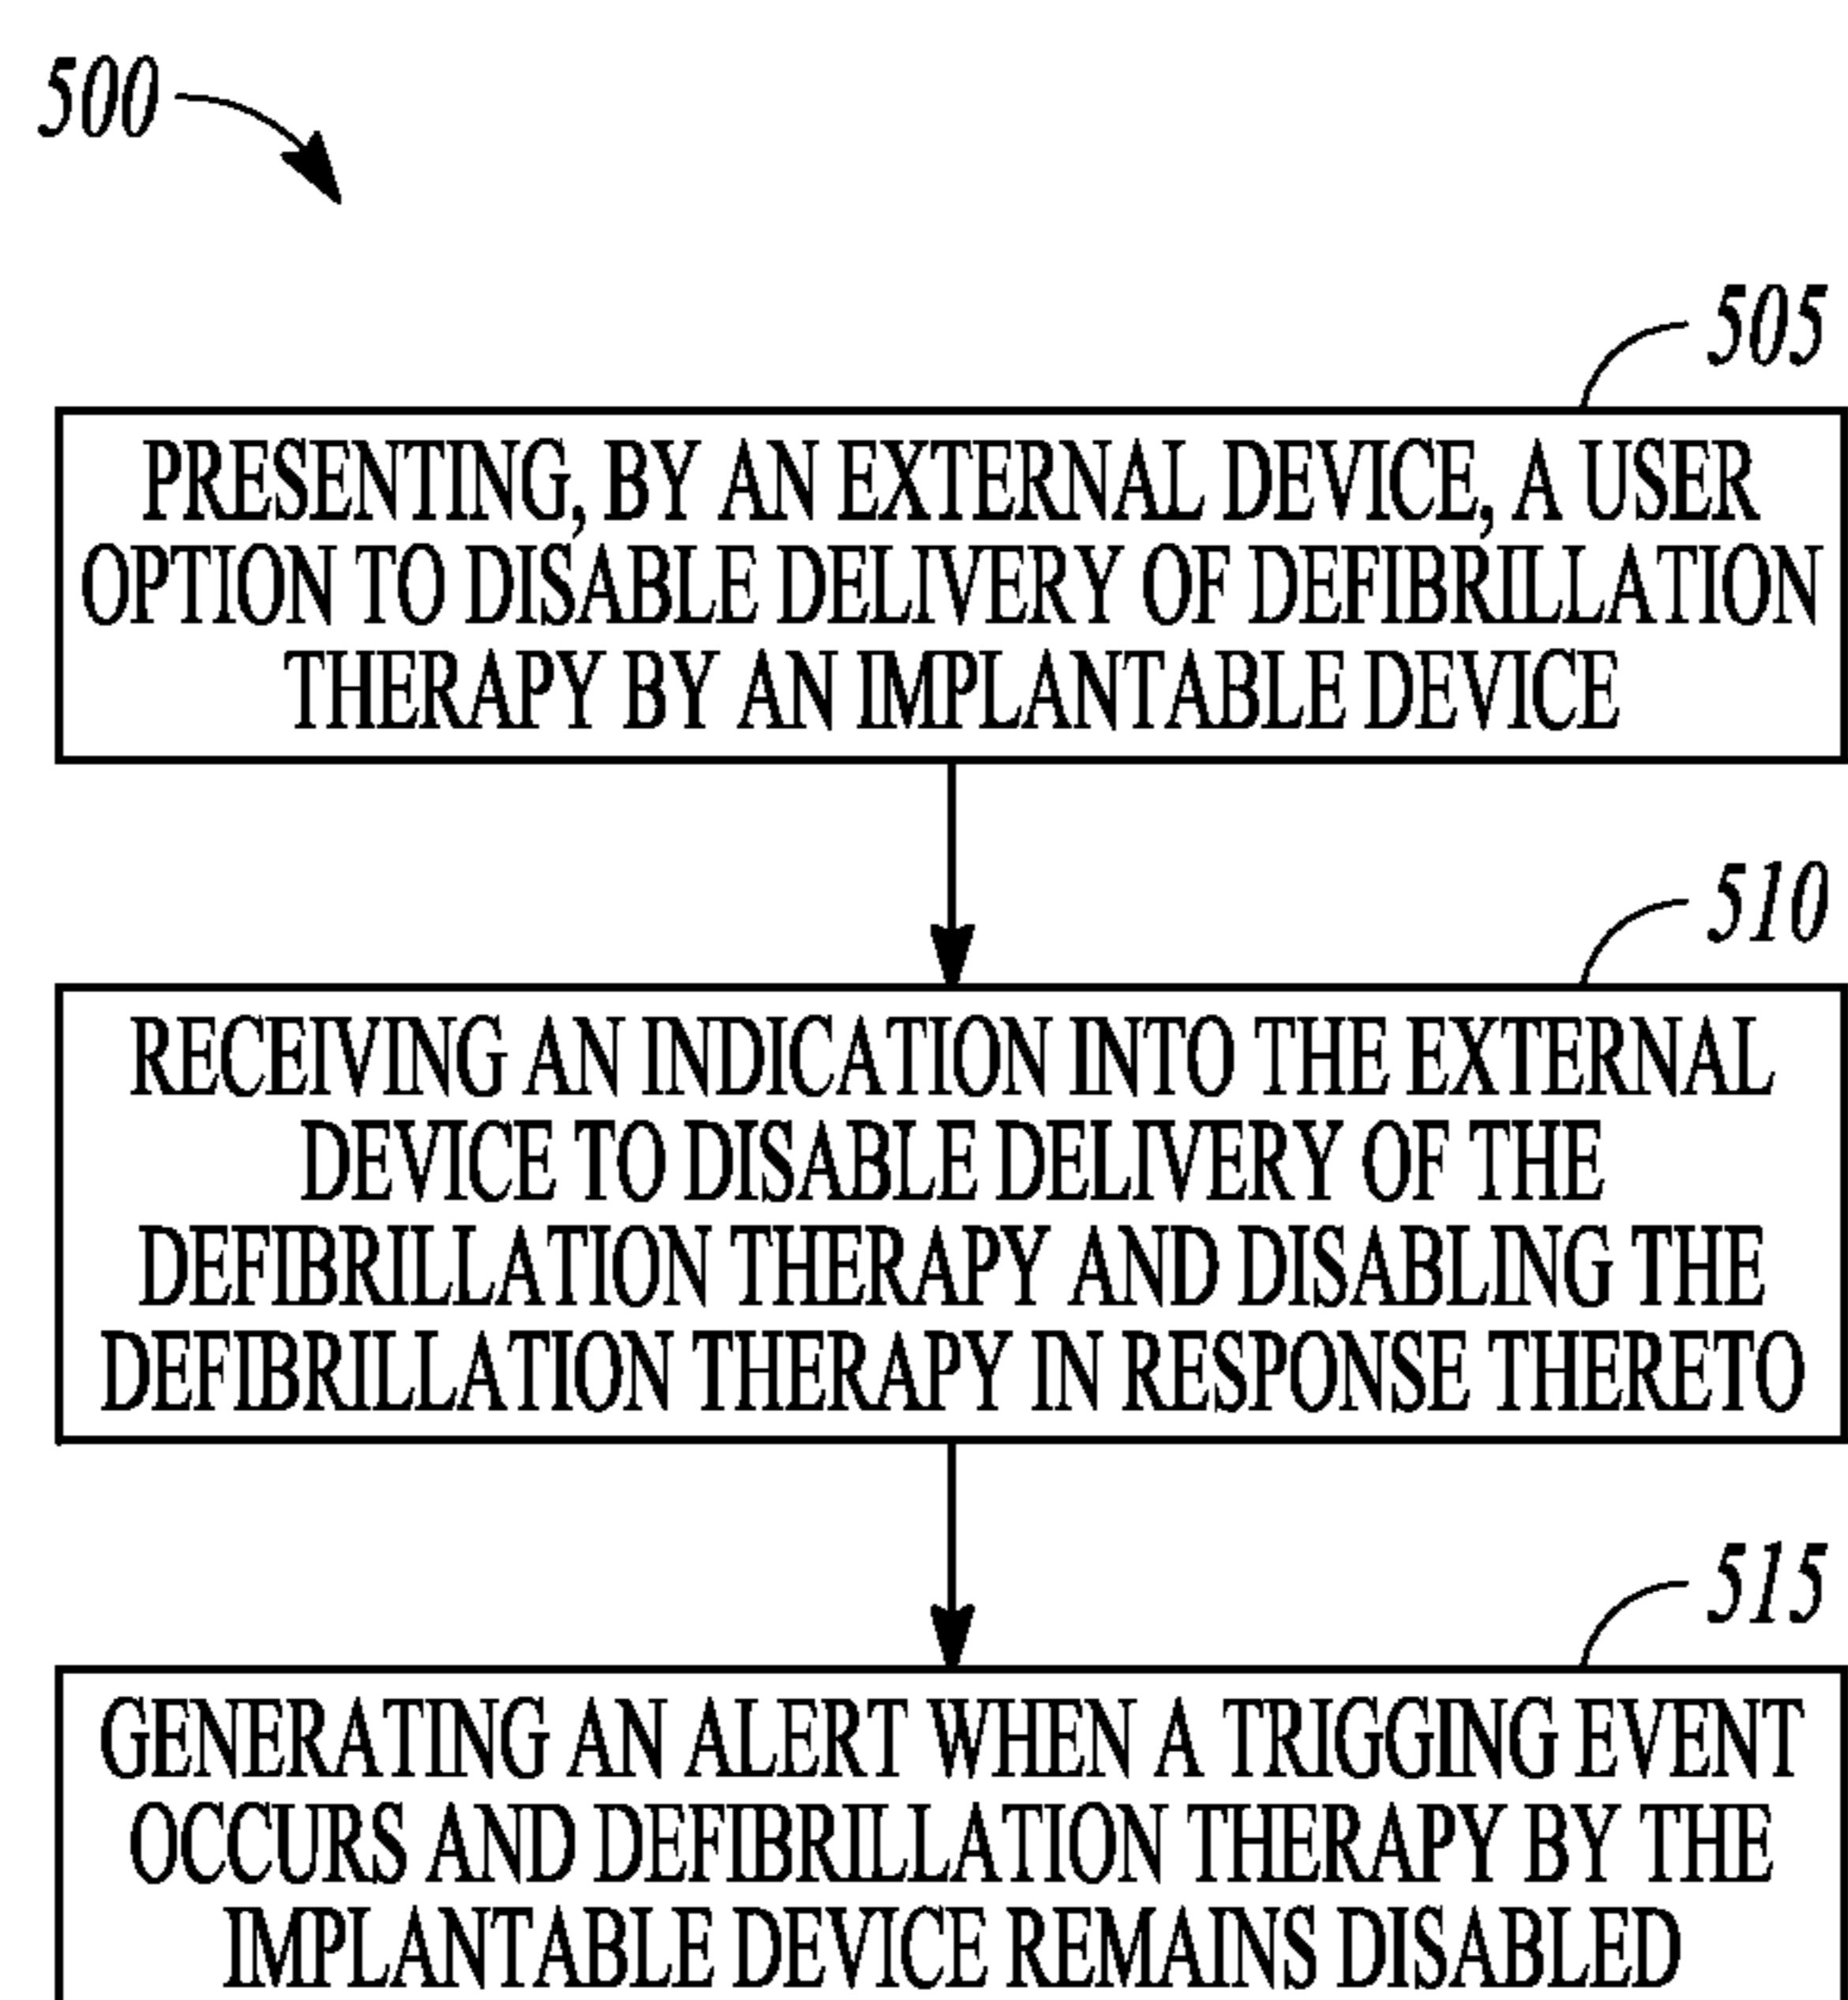 500
505
PRESENTING, BY AN EXTERNAL DEVICE, A USER
OPTION TO DISABLE DELIVERY OF DEFIBRILLATION
THERAPY BY AN IMPLANTABLE DEVICE
510
RECEIVING AN INDICATION INTO THE EXTERNAL
DEVICE TO DISABLE DELIVERY OF THE
DEFIBRILLATION THERAPY AND DISABLING THE
DEFIBRILLATION THERAPY IN RESPONSE THERETO
515
GENERATING AN ALERT WHEN A TRIGGING EVENT
OCCURS AND DEFIBRILLATION THERAPY BY THE
IMPLANTABLE DEVICE REMAINS DISABLED